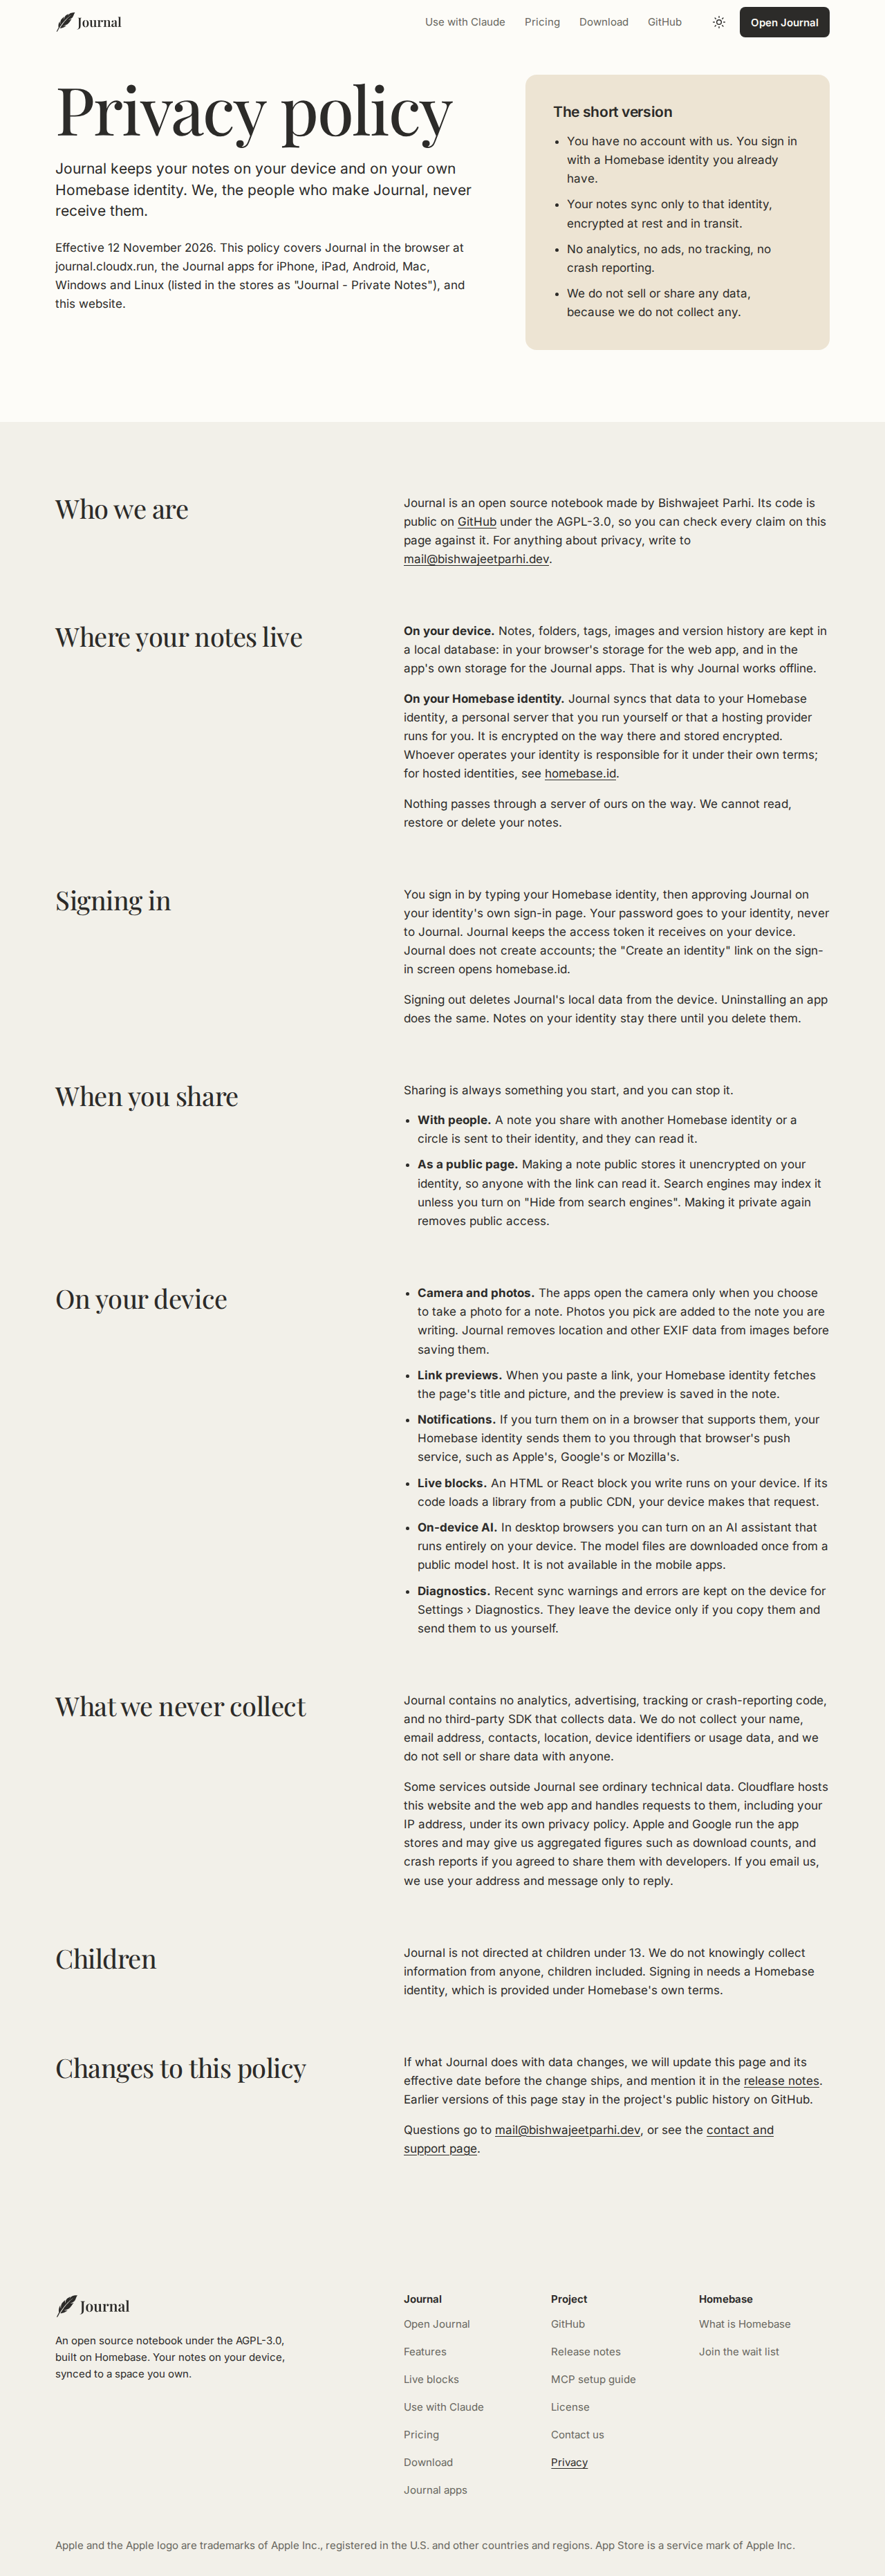 Journal
Use with Claude
Pricing
Download
GitHub
Open Journal
Privacy policy
Journal keeps your notes on your device and on your own
Homebase identity. We, the people who make Journal, never
receive them.
Effective 12 November 2026. This policy covers Journal in the browser at
journal.cloudx.run, the Journal apps for iPhone, iPad, Android, Mac,
Windows and Linux (listed in the stores as "Journal - Private Notes"), and
this website.
The short version
• You have no account with us. You sign in
with a Homebase identity you already
have.
• Your notes sync only to that identity,
encrypted at rest and in transit.
• No analytics, no ads, no tracking, no
crash reporting.
• We do not sell or share any data,
because we do not collect any.
Who we are
Journal is an open source notebook made by Bishwajeet Parhi. Its code is
public on GitHub under the AGPL-3.0, so you can check every claim on this
page against it. For anything about privacy, write to
mail@bishwajeetparhi.dev.
Where your notes live
On your device. Notes, folders, tags, images and version history are kept in
a local database: in your browser's storage for the web app, and in the
app's own storage for the Journal apps. That is why Journal works offline.
On your Homebase identity. Journal syncs that data to your Homebase
identity, a personal server that you run yourself or that a hosting provider
runs for you. It is encrypted on the way there and stored encrypted.
Whoever operates your identity is responsible for it under their own terms;
for hosted identities, see homebase.id.
Nothing passes through a server of ours on the way. We cannot read,
restore or delete your notes.
Signing in
You sign in by typing your Homebase identity, then approving Journal on
your identity's own sign-in page. Your password goes to your identity, never
to Journal. Journal keeps the access token it receives on your device.
Journal does not create accounts; the "Create an identity" link on the sign-
in screen opens homebase.id.
Signing out deletes Journal's local data from the device. Uninstalling an app
does the same. Notes on your identity stay there until you delete them.
When you share
Sharing is always something you start, and you can stop it.
• With people. A note you share with another Homebase identity or a
circle is sent to their identity, and they can read it.
• As a public page. Making a note public stores it unencrypted on your
identity, so anyone with the link can read it. Search engines may index it
unless you turn on "Hide from search engines". Making it private again
removes public access.
On your device
• Camera and photos. The apps open the camera only when you choose
to take a photo for a note. Photos you pick are added to the note you are
writing. Journal removes location and other EXIF data from images before
saving them.
• Link previews. When you paste a link, your Homebase identity fetches
the page's title and picture, and the preview is saved in the note.
• Notifications. If you turn them on in a browser that supports them, your
Homebase identity sends them to you through that browser's push
service, such as Apple's, Google's or Mozilla's.
• Live blocks. An HTML or React block you write runs on your device. If its
code loads a library from a public CDN, your device makes that request.
• On-device AI. In desktop browsers you can turn on an AI assistant that
runs entirely on your device. The model files are downloaded once from a
public model host. It is not available in the mobile apps.
• Diagnostics. Recent sync warnings and errors are kept on the device for
Settings › Diagnostics. They leave the device only if you copy them and
send them to us yourself.
What we never collect
Journal contains no analytics, advertising, tracking or crash-reporting code,
and no third-party SDK that collects data. We do not collect your name,
email address, contacts, location, device identifiers or usage data, and we
do not sell or share data with anyone.
Some services outside Journal see ordinary technical data. Cloudflare hosts
this website and the web app and handles requests to them, including your
IP address, under its own privacy policy. Apple and Google run the app
stores and may give us aggregated figures such as download counts, and
crash reports if you agreed to share them with developers. If you email us,
we use your address and message only to reply.
Children
Journal is not directed at children under 13. We do not knowingly collect
information from anyone, children included. Signing in needs a Homebase
identity, which is provided under Homebase's own terms.
Changes to this policy
If what Journal does with data changes, we will update this page and its
effective date before the change ships, and mention it in the release notes.
Earlier versions of this page stay in the project's public history on GitHub.
Questions go to mail@bishwajeetparhi.dev, or see the contact and
support page.
Journal
An open source notebook under the AGPL-3.0,
built on Homebase. Your notes on your device,
synced to a space you own.
Journal
Open Journal
Features
Live blocks
Use with Claude
Pricing
Download
Journal apps
Project
GitHub
Release notes
MCP setup guide
License
Contact us
Privacy
Homebase
What is Homebase
Join the wait list
Apple and the Apple logo are trademarks of Apple Inc., registered in the U.S. and other countries and regions. App Store is a service mark of Apple Inc.